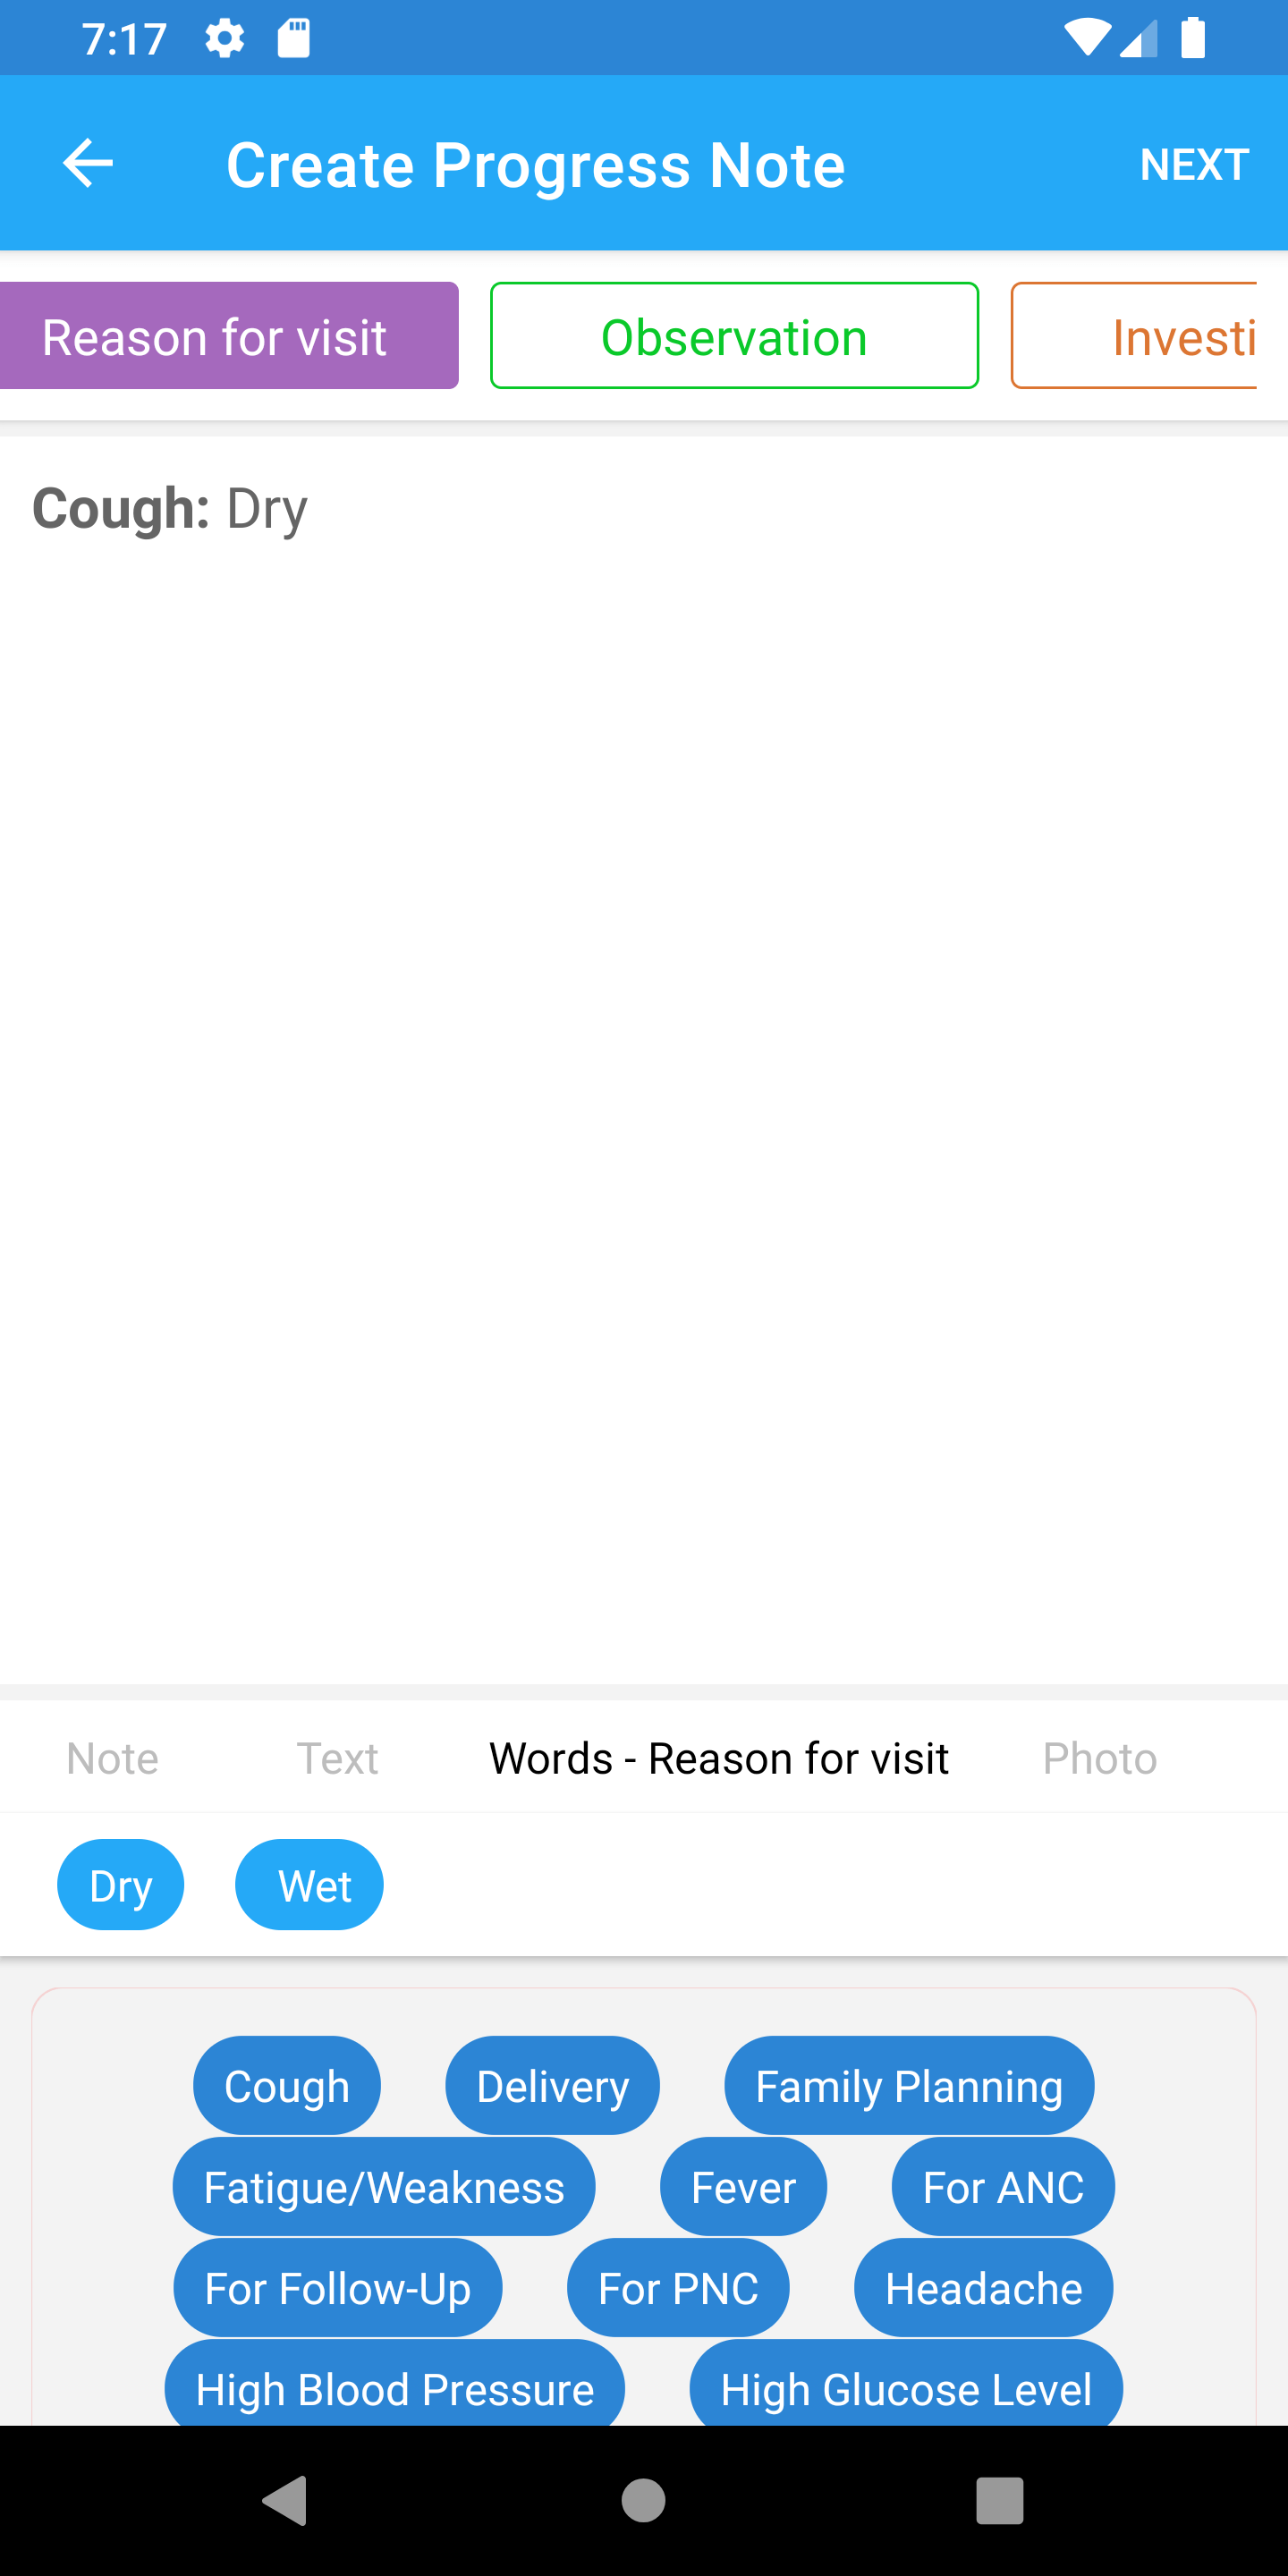 7:17
Create Progress Note NEXT
Reason for visit Observation Investi
Cough: Dry
Note Text Words - Reason for visit Photo
Dry Wet
Cough Delivery Family Planning
Fatigue/Weakness Fever For ANC
For Follow-Up For PNC Headache
High Blood Pressure High Glucose Level